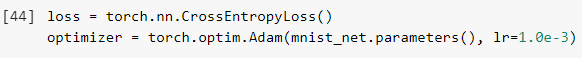 [44] loss = torch.nn.CrossEntropyLoss()
optimizer = torch.optim.Adam(mnist_net.parameters(), lr=1.0e-3)